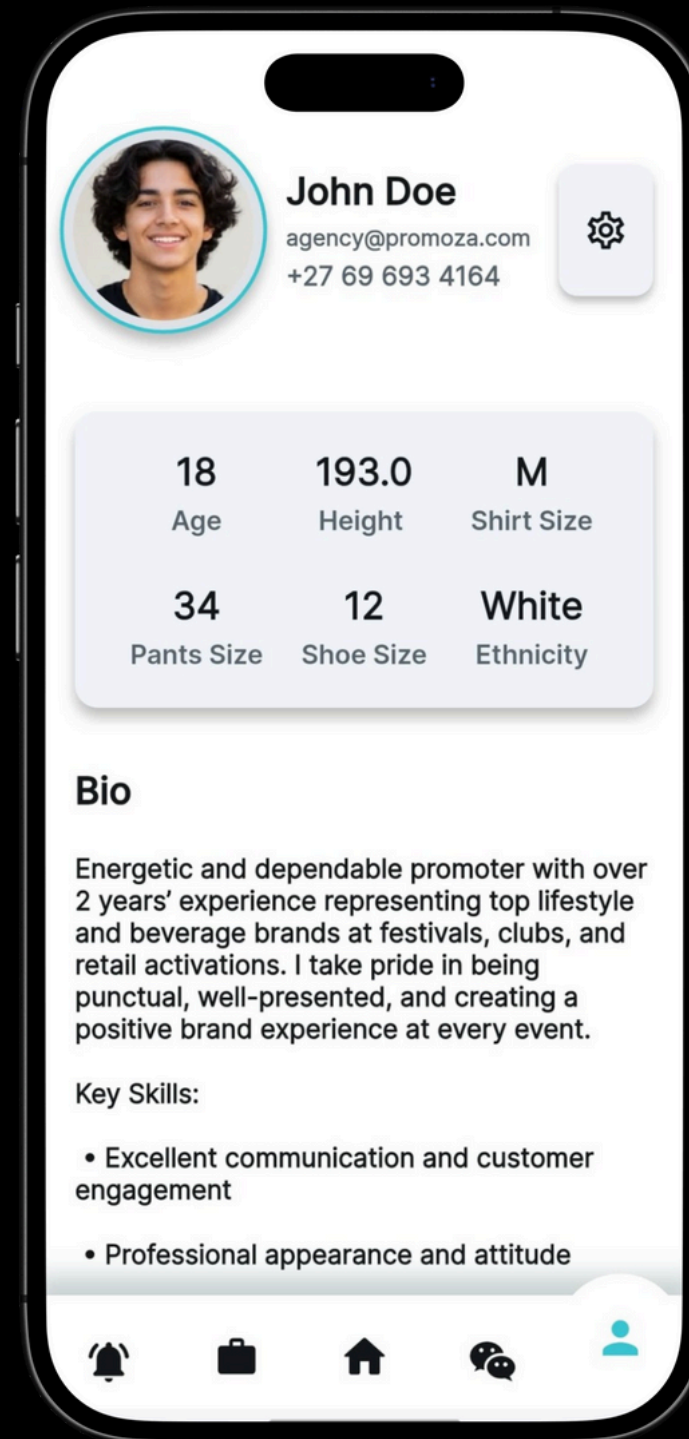 John Doe
agency@promoza.com
+27 69 693 4164
18 193.0 M
Age Height Shirt Size
34 12 White
Pants Size Shoe Size Ethnicity
Bio
Energetic and dependable promoter with over
2 years’ experience representing top lifestyle
and beverage brands at festivals, clubs, and
retail activations. I take pride in being
punctual, well-presented, and creating a
positive brand experience at every event.
Key Skills:
• Excellent communication and customer
engagement
• Professional appearance and attitude